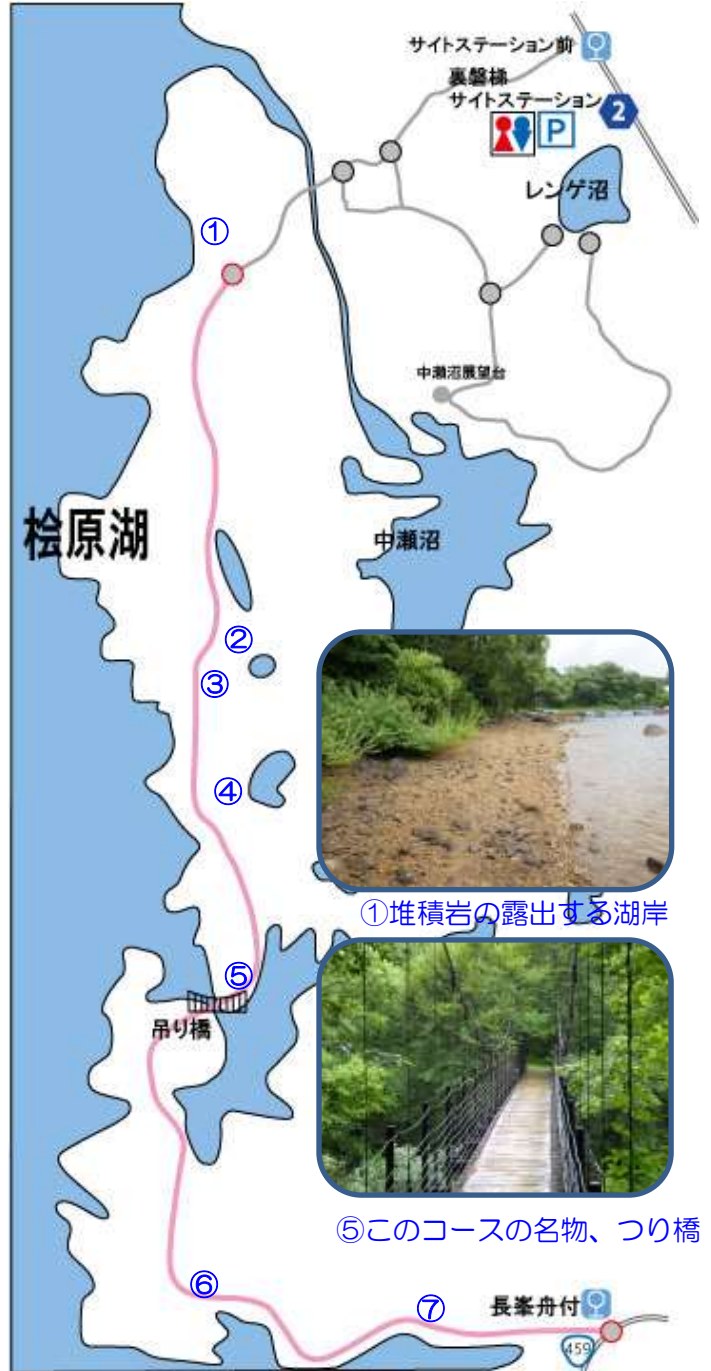 サイトステーション前
裏磐梯
サイトステーション
2
P
レンゲ沼
①
中瀬沼展望台
桧原湖
中瀬沼
②
③
④
①堆積岩の露出する湖岸
⑤
吊り橋
⑤このコースの名物、つり橋
⑥
⑦
長峯舟付
459